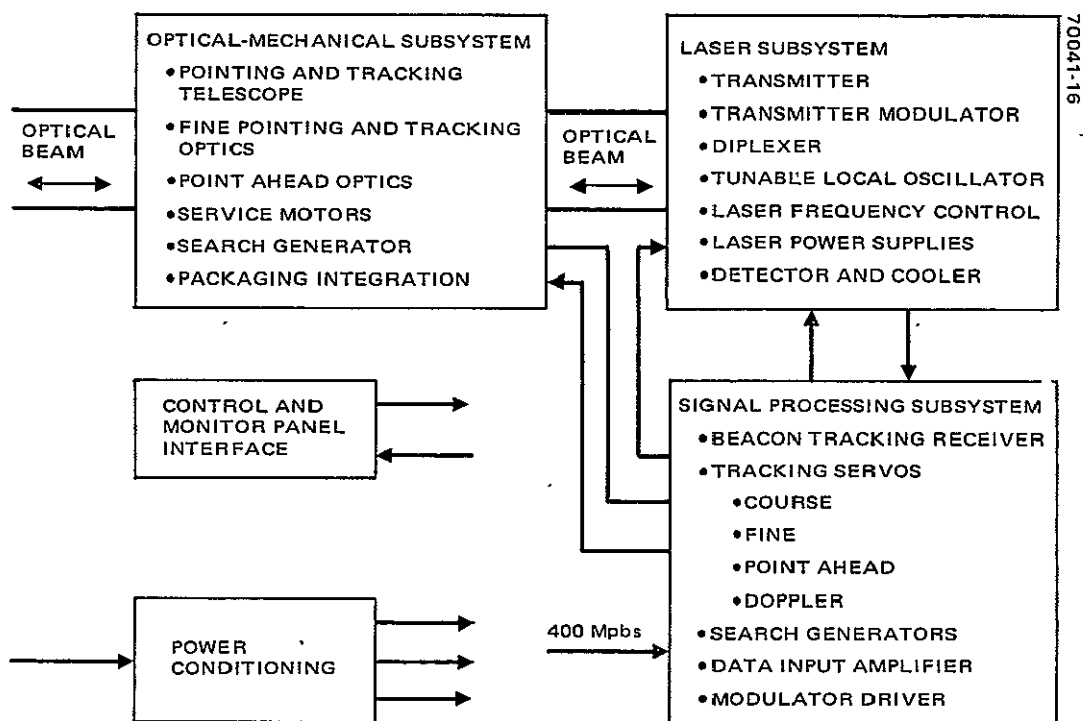 OPTICAL-MECHANICAL SUBSYSTEM
•POINTING AND TRACKING
TELESCOPE
•FINE POINTING AND TRACKING
OPTICS
•POINT AHEAD OPTICS
•SERVICE MOTORS
•SEARCH GENERATOR
•PACKAGING INTEGRATION
OPTICAL
BEAM
OPTICAL
BEAM
LASER SUBSYSTEM
•TRANSMITTER
•TRANSMITTER MODULATOR
•DIPLEXER
•TUNABLE LOCAL OSCILLATOR
•LASER FREQUENCY CONTROL
•LASER POWER SUPPLIES
•DETECTOR AND COOLER
70041-16
CONTROL AND
MONITOR PANEL
INTERFACE
SIGNAL PROCESSING SUBSYSTEM
•BEACON TRACKING RECEIVER
•TRACKING SERVOS
•COURSE
•FINE
•POINT AHEAD
•DOPPLER
•SEARCH GENERATORS
•DATA INPUT AMPLIFIER
•MODULATOR DRIVER
POWER
CONDITIONING
400 Mpbs